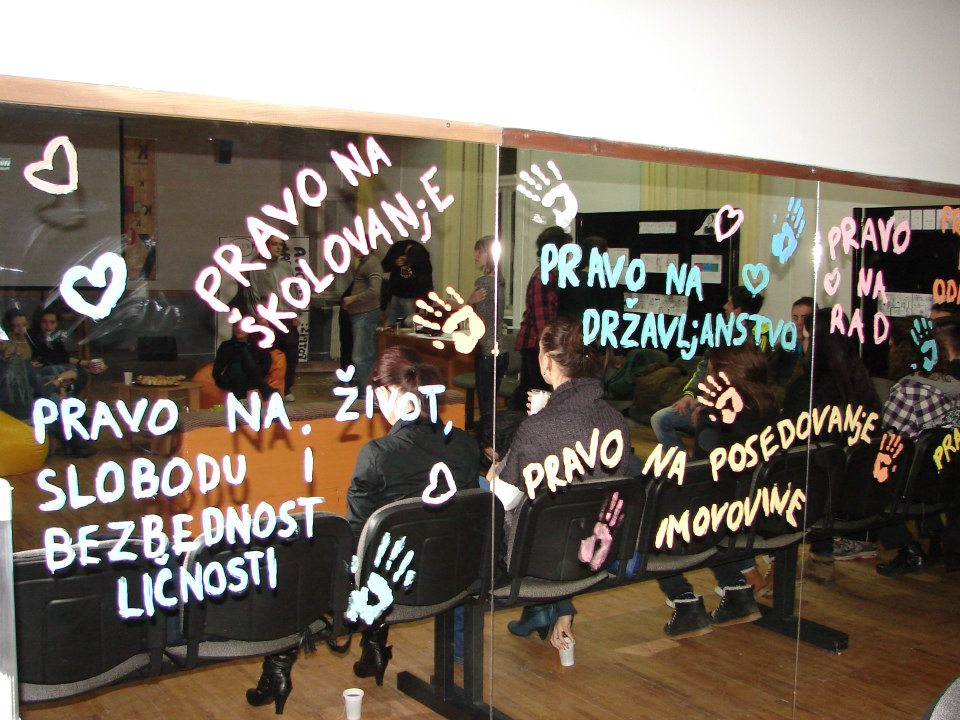 PRAVO NA
ŠKOLOVANjE
PRAVO NA ŽIVOT,
SLOBODU I
BEZBEDNOST
LIČNOSTI
PRAVO NA
DRŽAVLjANSTVO
PRAVO NA POSEDOVANjE
IMOVOVINE
PRAVO
NA
RAD